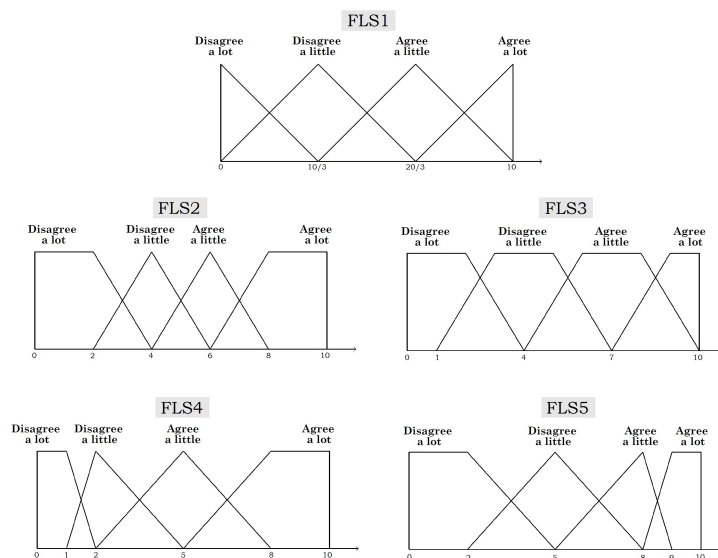 FLS1
Disagree Disagree Agree Agree
a lot a little a little a lot
0 10/3 20/3 10
FLS2
Disagree Disagree Agree Agree
a lot a little a little a lot
0 2 4 6 8 10
FLS3
Disagree Disagree Agree Agree
a lot a little a little a lot
0 1 4 7 10
FLS4
Disagree Disagree Agree Agree
a lot a little a little a lot
0 1 2 5 8 10
FLS5
Disagree Disagree Agree Agree
a lot a little a little a lot
0 2 5 8 9 10